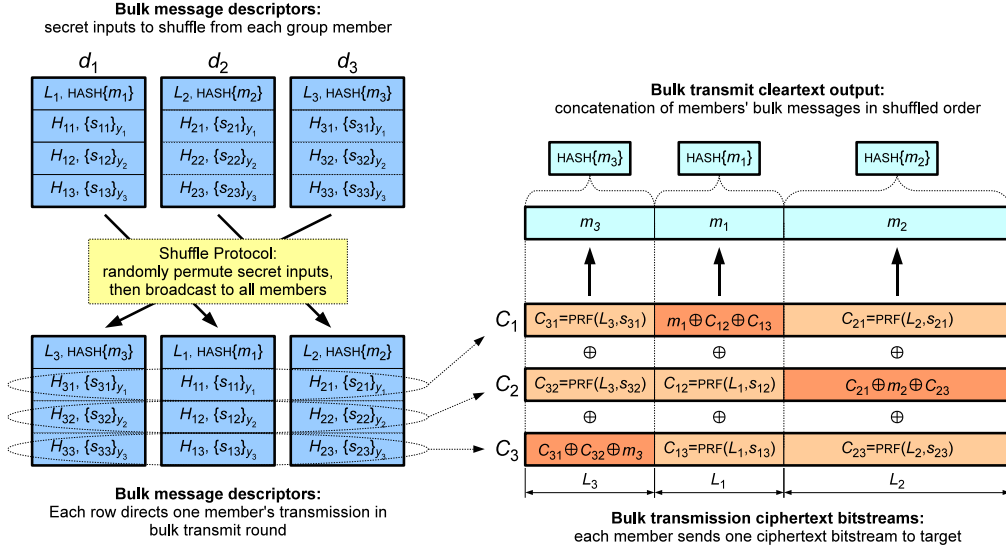 Bulk message descriptors:
secret inputs to shuffle from each group member
d₁ d₂ d₃
L₁, HASH{m₁} L₂, HASH{m₂} L₃, HASH{m₃}
H₁₁, {s₁₁}y₁ H₂₁, {s₂₁}y₁ H₃₁, {s₃₁}y₁
H₁₂, {s₁₂}y₂ H₂₂, {s₂₂}y₂ H₃₂, {s₃₂}y₂
H₁₃, {s₁₃}y₃ H₂₃, {s₂₃}y₃ H₃₃, {s₃₃}y₃
Shuffle Protocol:
randomly permute secret inputs,
then broadcast to all members
L₃, HASH{m₃} L₁, HASH{m₁} L₂, HASH{m₂}
H₃₁, {s₃₁}y₁ H₁₁, {s₁₁}y₁ H₂₁, {s₂₁}y₁
H₃₂, {s₃₂}y₂ H₁₂, {s₁₂}y₂ H₂₂, {s₂₂}y₂
H₃₃, {s₃₃}y₃ H₁₃, {s₁₃}y₃ H₂₃, {s₂₃}y₃
Bulk message descriptors:
Each row directs one member's transmission in
bulk transmit round
Bulk transmit cleartext output:
concatenation of members' bulk messages in shuffled order
HASH{m₃} HASH{m₁} HASH{m₂}
m₃ m₁ m₂
C₁ C₃₁=PRF(L₃,s₃₁) m₁⊕C₁₂⊕C₁₃ C₂₁=PRF(L₂,s₂₁)
⊕ ⊕ ⊕
C₂ C₃₂=PRF(L₃,s₃₂) C₁₂=PRF(L₁,s₁₂) C₂₁⊕m₂⊕C₂₃
⊕ ⊕ ⊕
C₃ C₃₁⊕C₃₂⊕m₃ C₁₃=PRF(L₁,s₁₃) C₂₃=PRF(L₂,s₂₃)
L₃ L₁ L₂
Bulk transmission ciphertext bitstreams:
each member sends one ciphertext bitstream to target